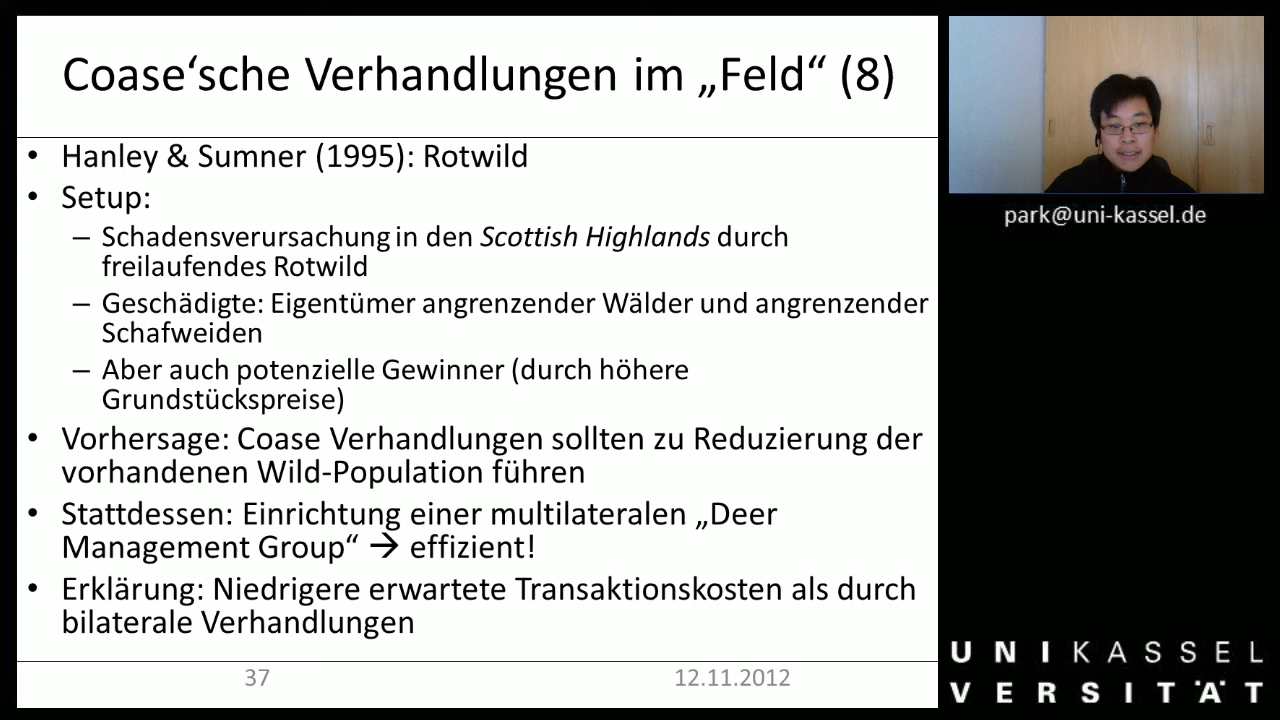 Coase‘sche Verhandlungen im „Feld“ (8)
• Hanley & Sumner (1995): Rotwild
• Setup:
– Schadensverursachung in den Scottish Highlands durch
freilaufendes Rotwild
– Geschädigte: Eigentümer angrenzender Wälder und angrenzender
Schafweiden
– Aber auch potenzielle Gewinner (durch höhere
Grundstückspreise)
• Vorhersage: Coase Verhandlungen sollten zu Reduzierung der
vorhandenen Wild-Population führen
• Stattdessen: Einrichtung einer multilateralen „Deer
Management Group“ → effizient!
• Erklärung: Niedrigere erwartete Transaktionskosten als durch
bilaterale Verhandlungen
37 12.11.2012
park@uni-kassel.de
UNIKASSEL
VERSITÄT